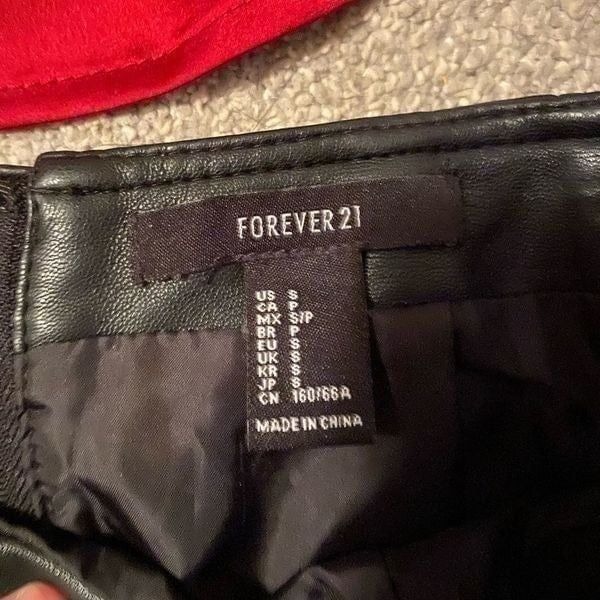 FOREVER 21
US S
CA P
MX S/P
BR P
EU S
UK S
KR S
JP S
CN 160/66A
MADE IN CHINA